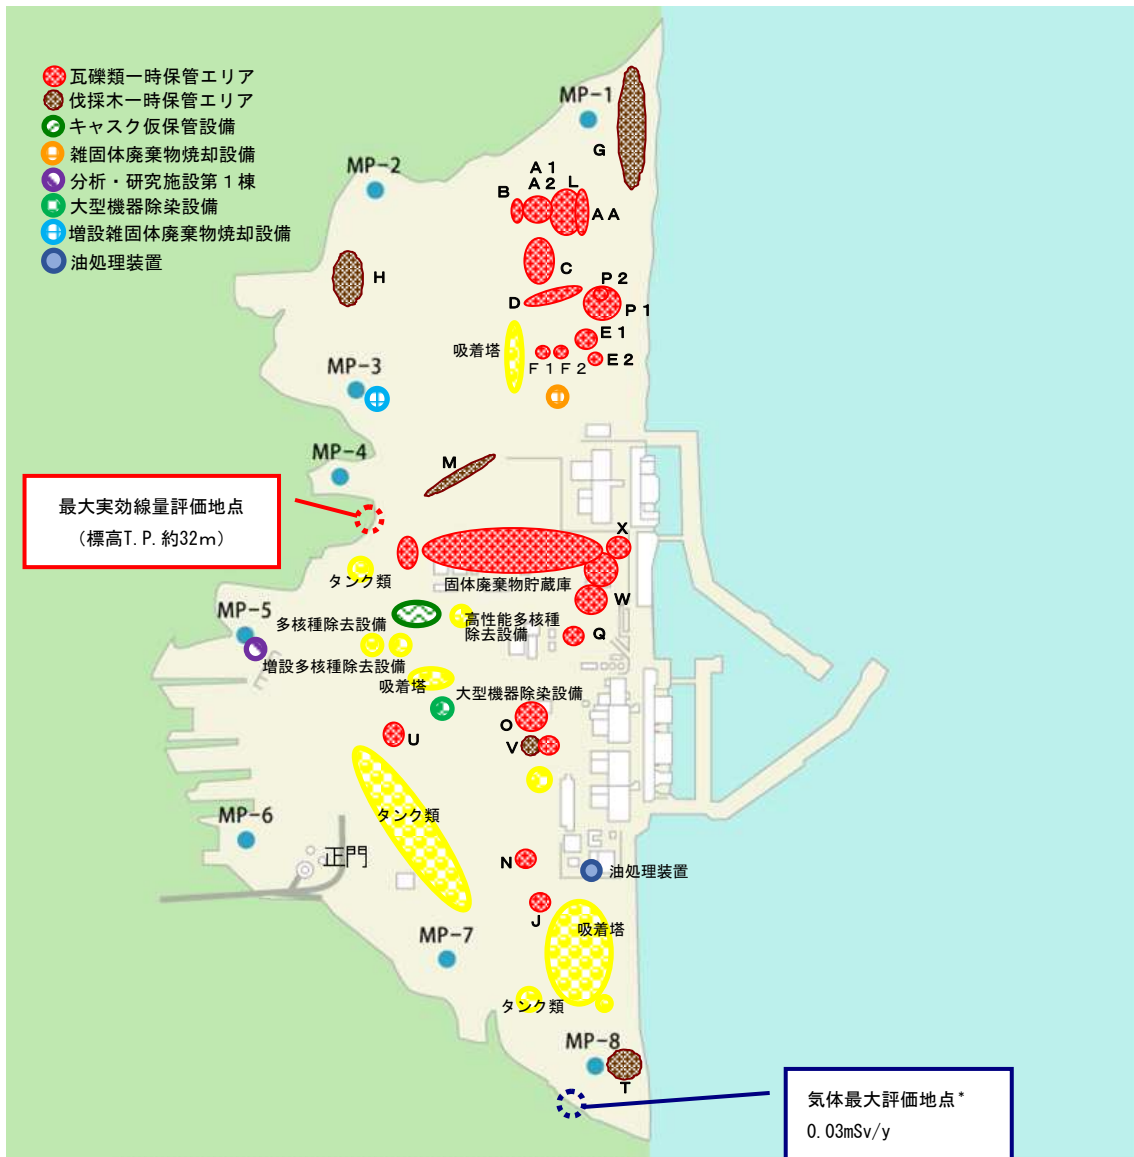 瓦礫類一時保管エリア
伐採木一時保管エリア
キャスク仮保管設備
雑固体廃棄物焼却設備
分析・研究施設第１棟
大型機器除染設備
増設雑固体廃棄物焼却設備
油処理装置
MP-1
G
MP-2
A1
A2
L
B
AA
H
C
P2
D
P1
E1
吸着塔
F1
F2
E2
MP-3
MP-4
M
最大実効線量評価地点
（標高T.P.約32m）
X
タンク類
固体廃棄物貯蔵庫
W
MP-5
多核種除去設備
高性能多核種
除去設備
Q
増設多核種除去設備
吸着塔
大型機器除染設備
O
U
V
タンク類
MP-6
正門
N
油処理装置
J
吸着塔
MP-7
タンク類
MP-8
T
気体最大評価地点*
0.03mSv/y